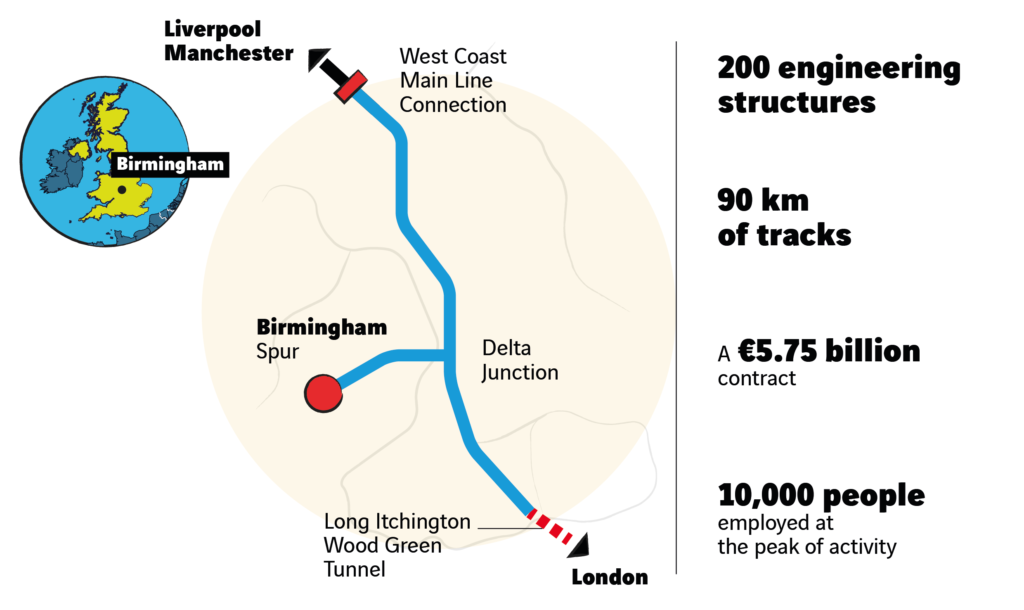 Liverpool
Manchester
West Coast
Main Line
Connection
Birmingham
Birmingham
Spur
Delta
Junction
Long Itchington
Wood Green
Tunnel
London
200 engineering
structures
90 km
of tracks
A €5.75 billion
contract
10,000 people
employed at
the peak of activity